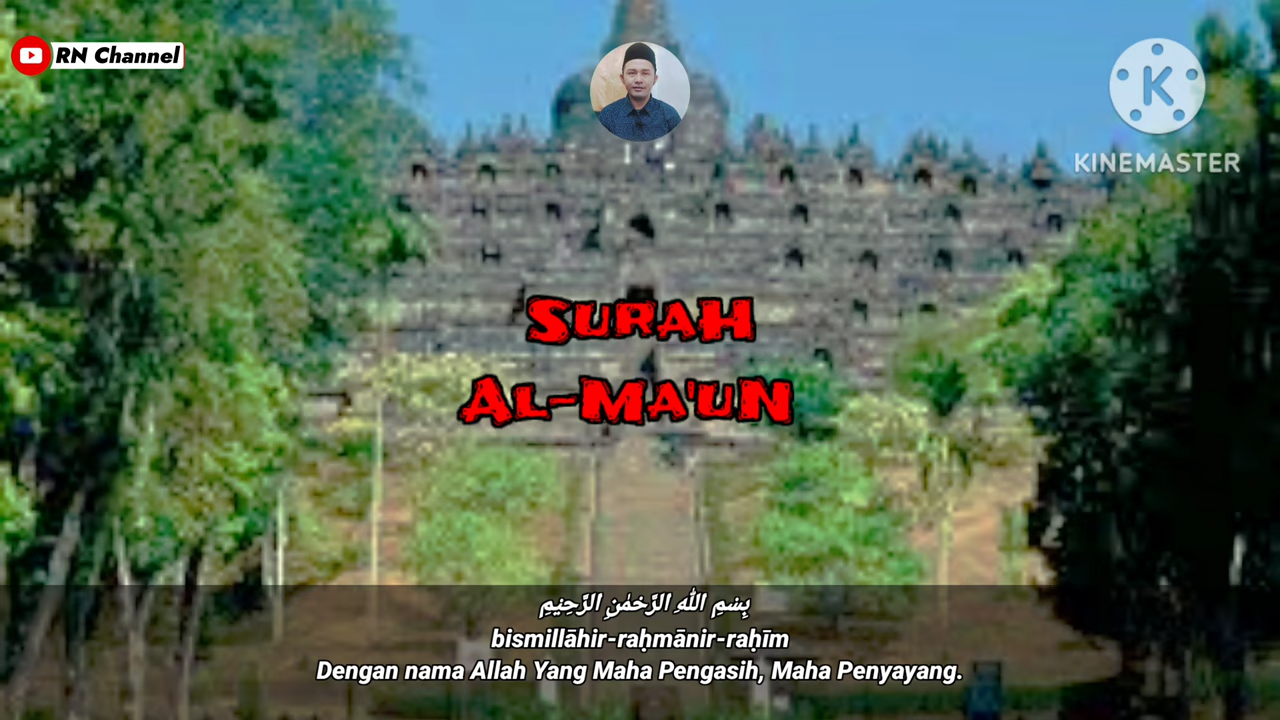 RN Channel
KINEMASTER
SURAH
AL-MA'UN
بِسْمِ اللّٰهِ الرَّحْمٰنِ الرَّحِيْمِ
bismillāhir-raḥmānir-raḥīm
Dengan nama Allah Yang Maha Pengasih, Maha Penyayang.